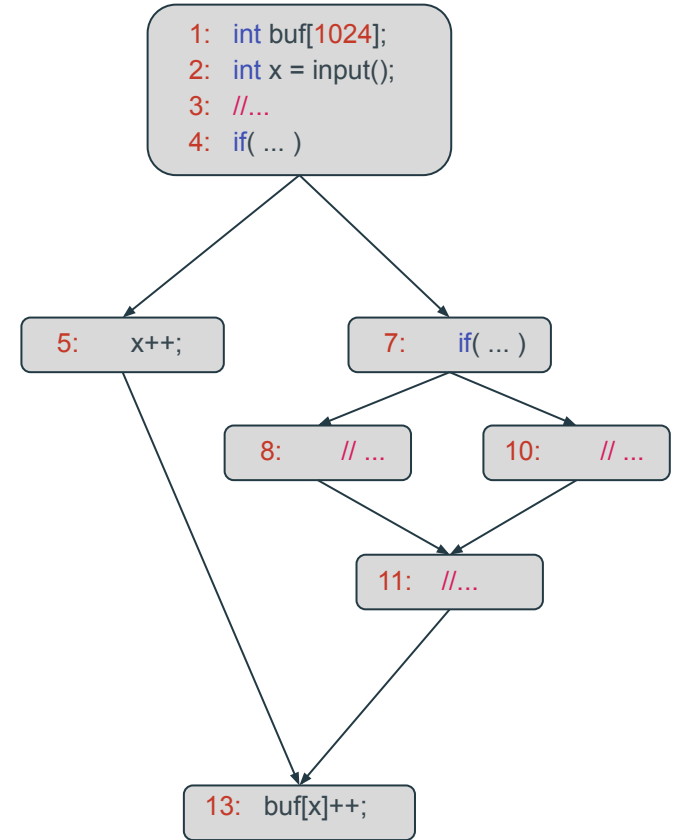 1: int buf[1024];
2: int x = input();
3: //...
4: if( ... )
5: x++;
7: if( ... )
8: // ...
10: // ...
11: //...
13: buf[x]++;